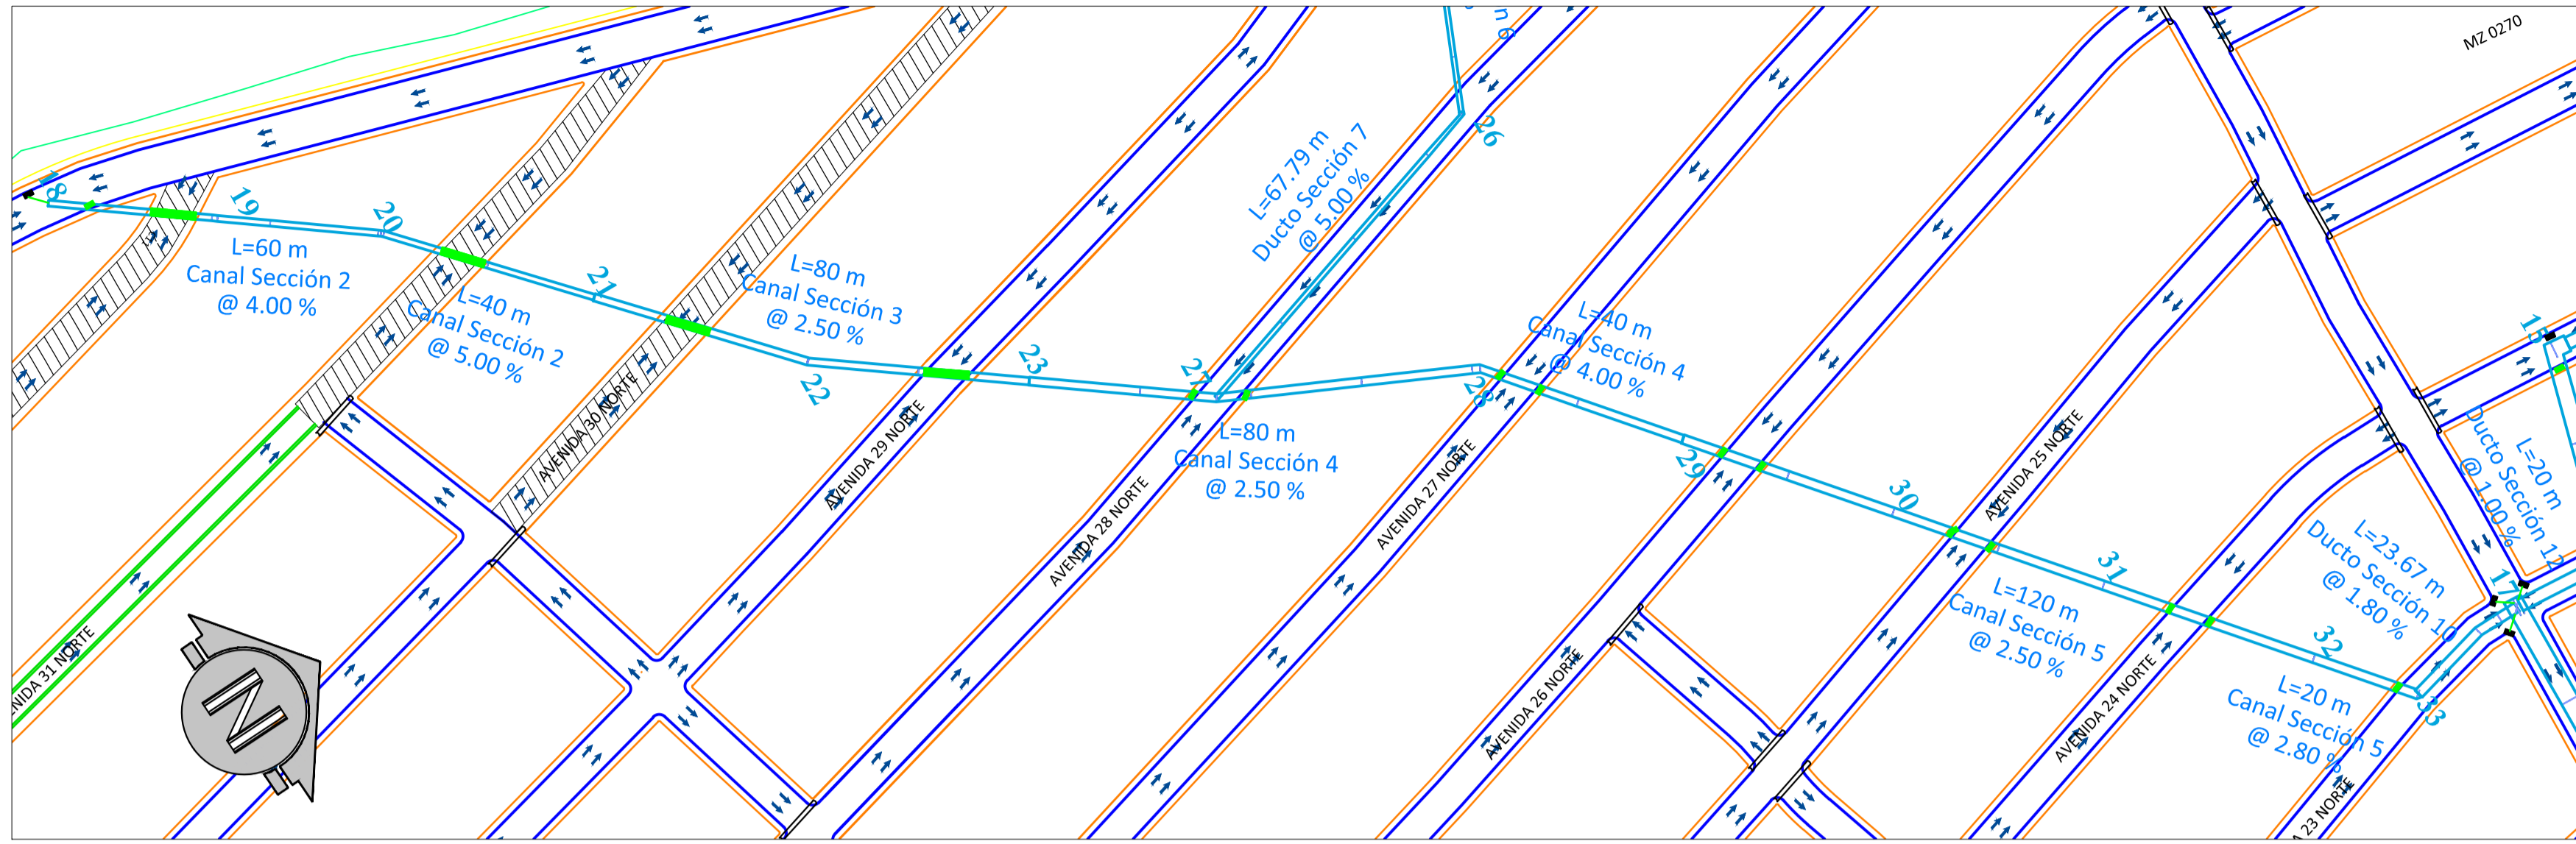 MZ 0270
n 6
18
19
20
L=60 m
Canal Sección 2
@ 4.00 %
L=40 m
Canal Sección 2
@ 5.00 %
21
L=80 m
Canal Sección 3
@ 2.50 %
22
23
L=67.79 m
Ducto Sección 7
@ 5.00 %
26
27
L=80 m
Canal Sección 4
@ 2.50 %
28
L=40 m
Canal Sección 4
@ 4.00 %
29
30
31
L=120 m
Canal Sección 5
@ 2.50 %
32
L=20 m
Canal Sección 5
@ 2.80 %
33
L=23.67 m
Ducto Sección 10
@ 1.80 %
L=20 m
Ducto Sección 12
@ 1.00 %
15
17
ENIDA 31 NORTE
AVENIDA 30 NORTE
AVENIDA 29 NORTE
AVENIDA 28 NORTE
AVENIDA 27 NORTE
AVENIDA 26 NORTE
AVENIDA 25 NORTE
AVENIDA 24 NORTE
A 23 NORTE
N